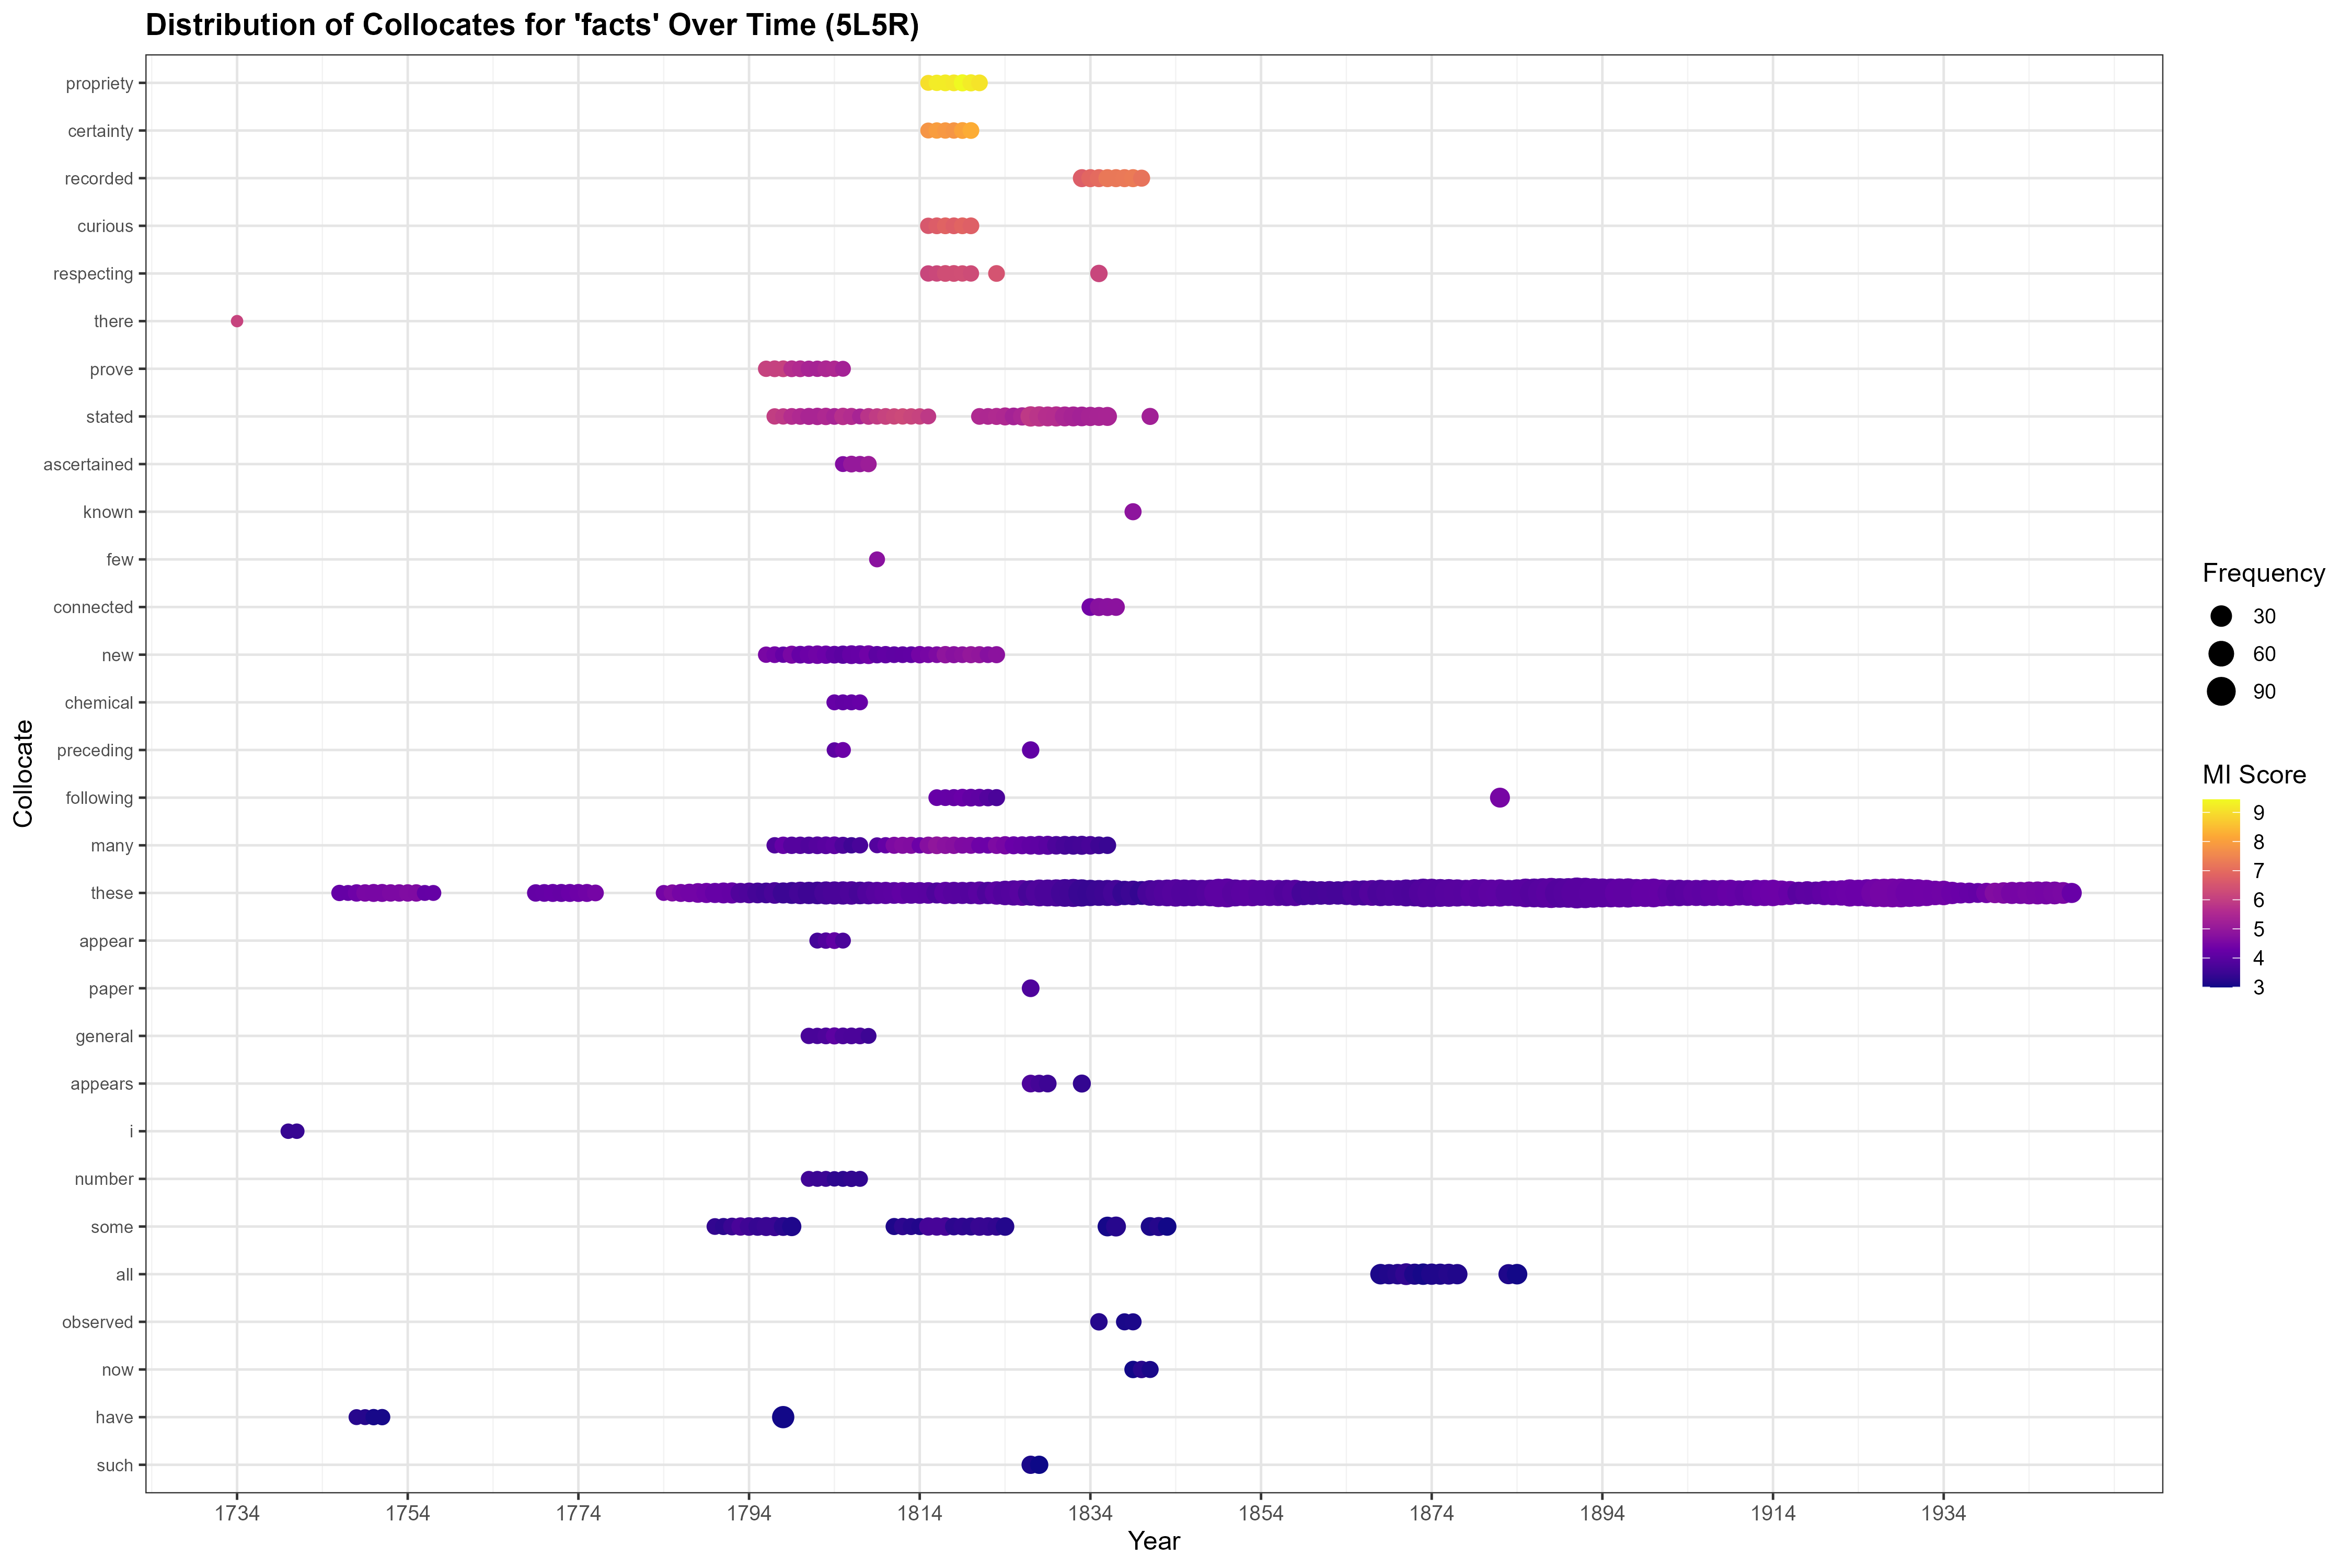 Distribution of Collocates for 'facts' Over Time (5L5R)
Collocate
propriety
certainty
recorded
curious
respecting
there
prove
stated
ascertained
known
few
connected
new
chemical
preceding
following
many
these
appear
paper
general
appears
i
number
some
all
observed
now
have
such
1734 1754 1774 1794 1814 1834 1854 1874 1894 1914 1934
Year
Frequency
30
60
90
MI Score
9
8
7
6
5
4
3